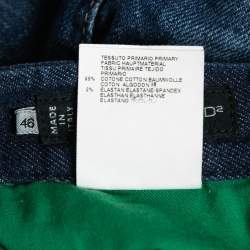 TESSUTO PRIMARIO PRIMARY
FABRIC HAUPTMATERIAL
TISSU PRIMAIRE TEJIDO
PRIMARIO
98% COTONE COTTON BAUMWOLLE
COTON ALGODON
2% ELASTAN ELASTANE-SPANDEX
ELASTAN ELASTHANNE
ELASTANO
46
MADE
IN
ITALY
D2